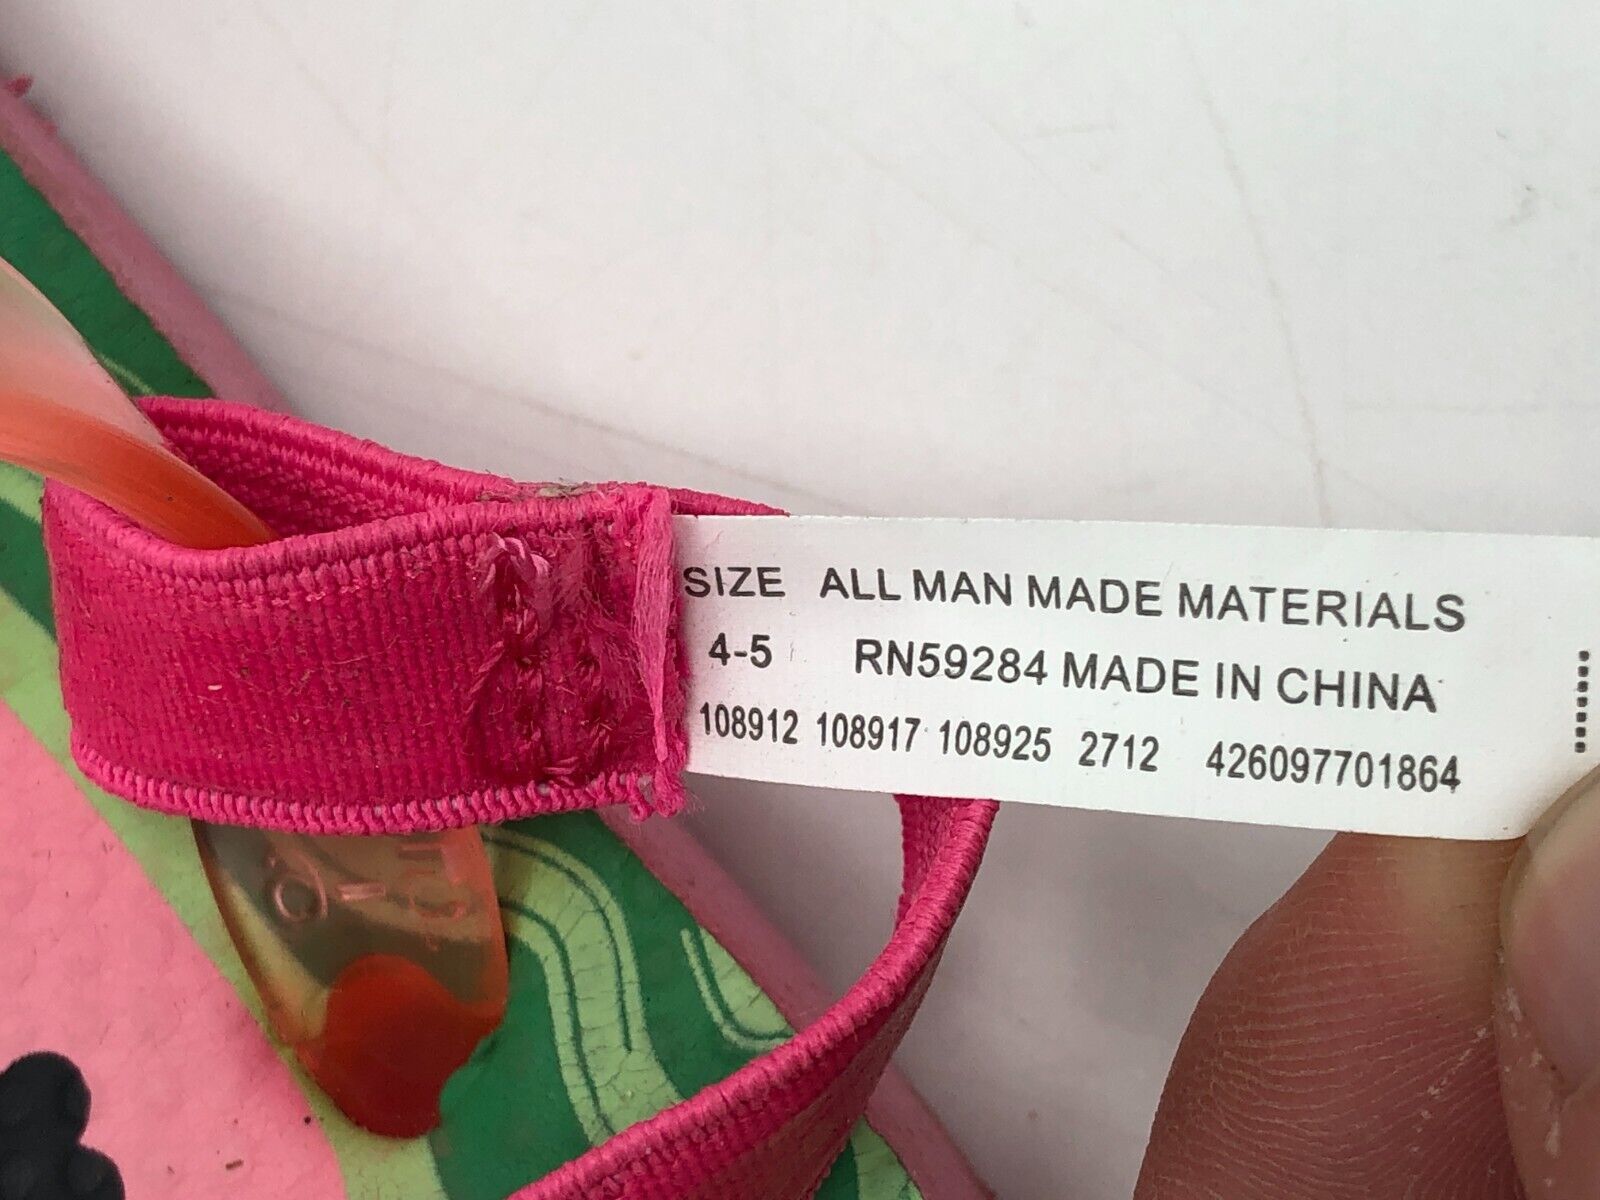 SIZE ALL MAN MADE MATERIALS
4-5 RN59284 MADE IN CHINA
108912 108917 108925 2712 426097701864